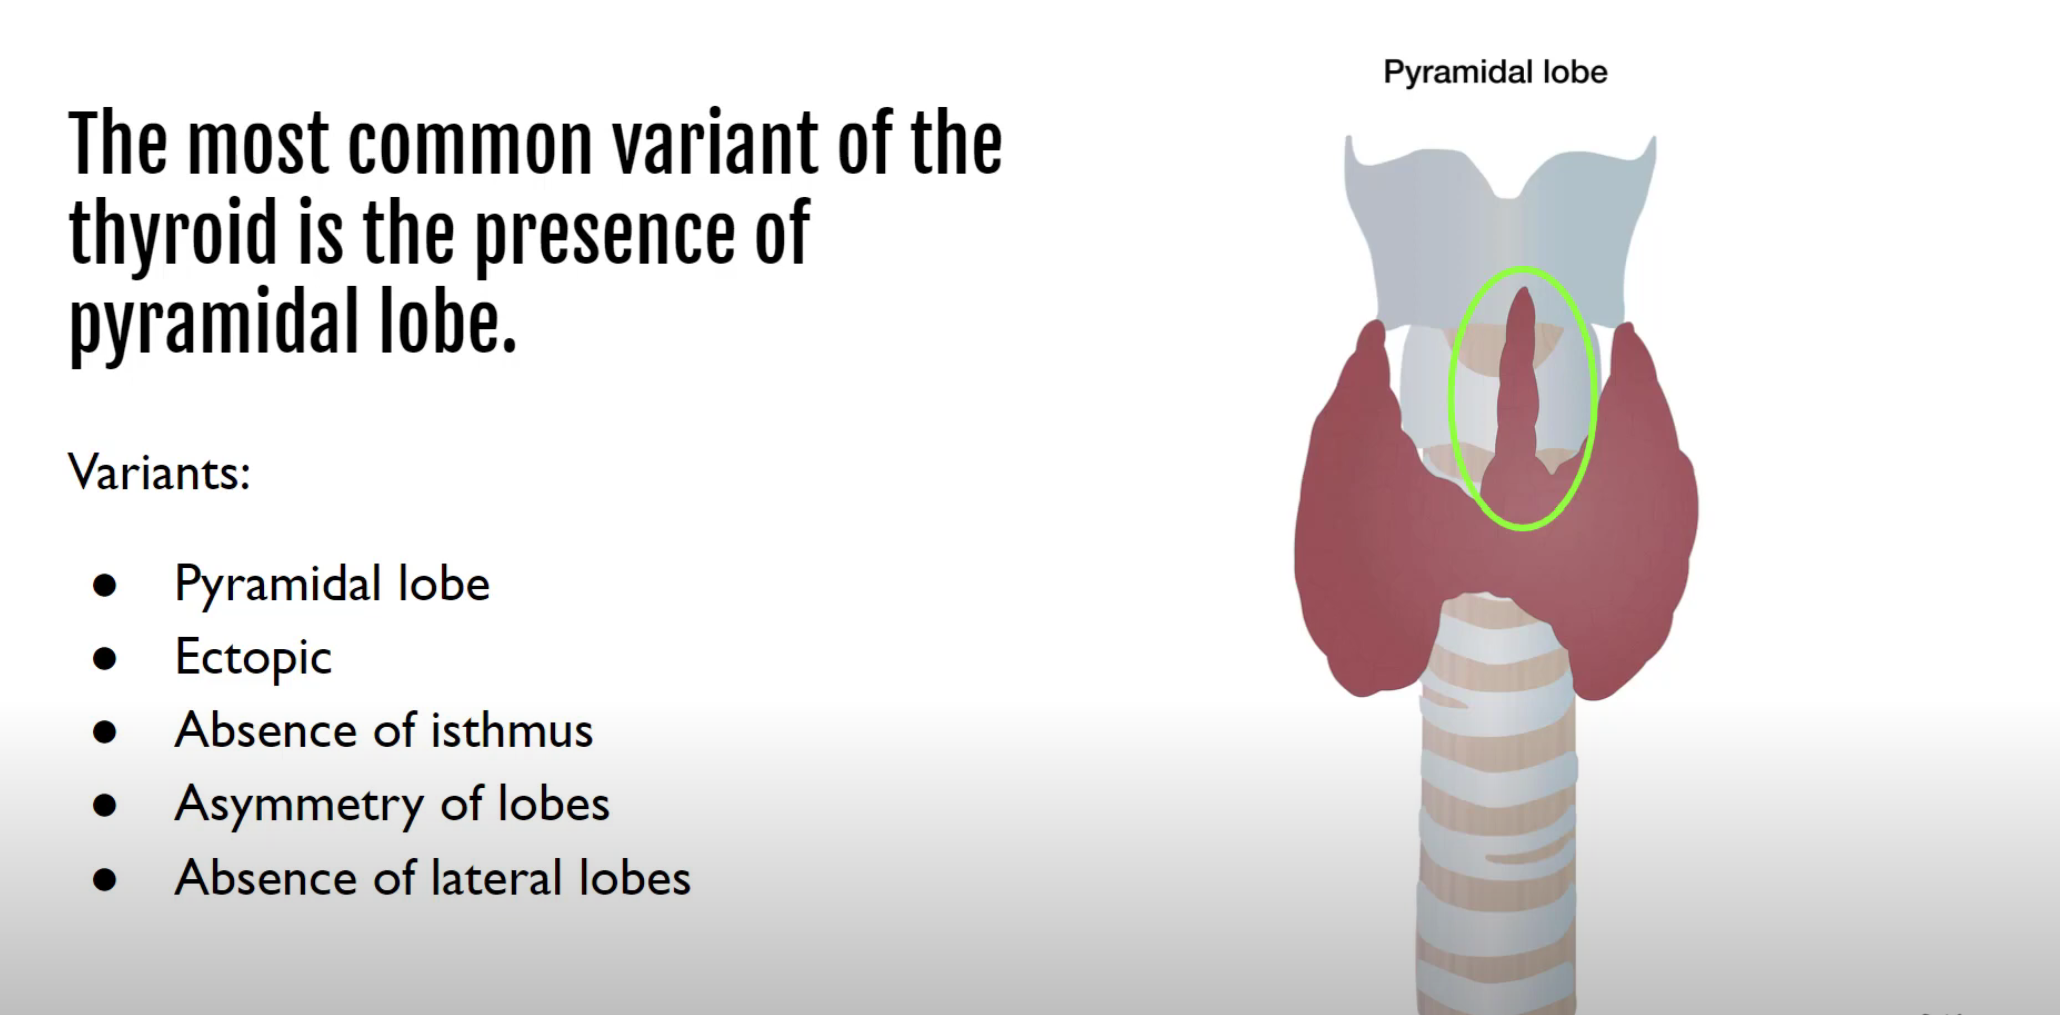 Pyramidal lobe
The most common variant of the
thyroid is the presence of
pyramidal lobe.
Variants:
● Pyramidal lobe
● Ectopic
● Absence of isthmus
● Asymmetry of lobes
● Absence of lateral lobes